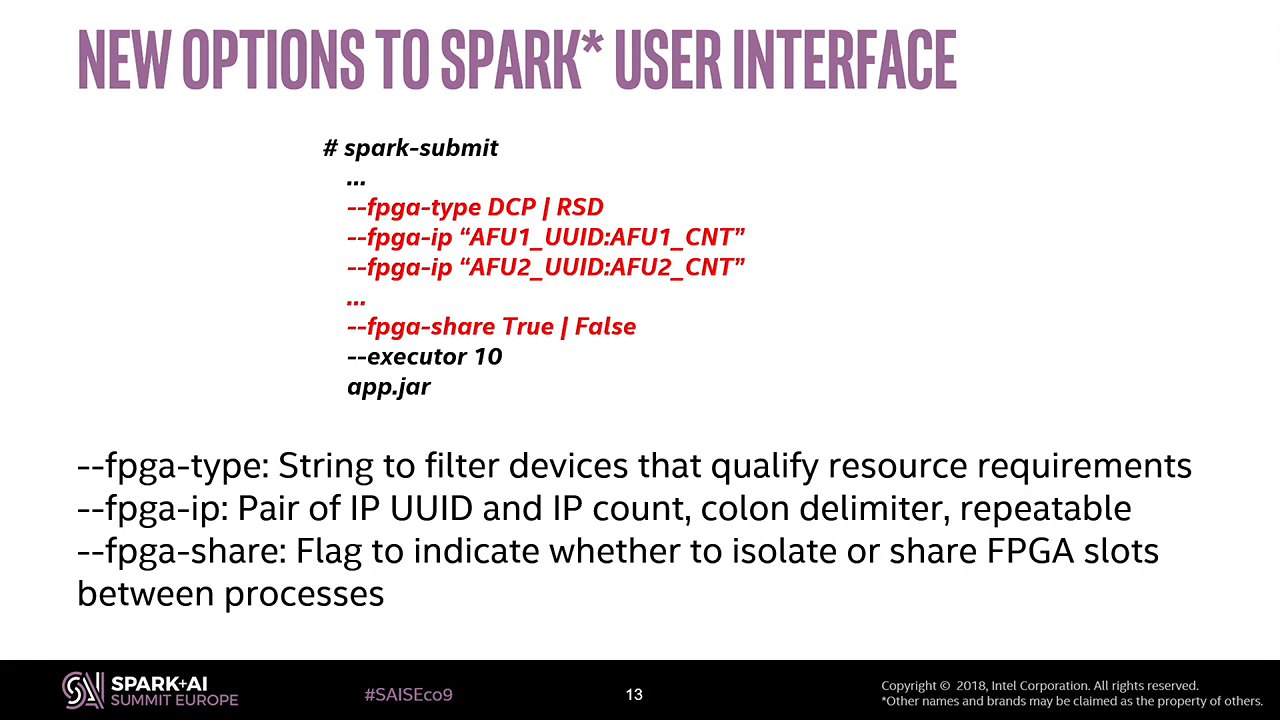 NEW OPTIONS TO SPARK* USER INTERFACE
# spark-submit
...
--fpga-type DCP | RSD
--fpga-ip “AFU1_UUID:AFU1_CNT”
--fpga-ip “AFU2_UUID:AFU2_CNT”
...
--fpga-share True | False
--executor 10
app.jar
--fpga-type: String to filter devices that qualify resource requirements
--fpga-ip: Pair of IP UUID and IP count, colon delimiter, repeatable
--fpga-share: Flag to indicate whether to isolate or share FPGA slots
between processes
SPARK+AI
SUMMIT EUROPE
#SAISEco9
13
Copyright © 2018, Intel Corporation. All rights reserved.
*Other names and brands may be claimed as the property of others.